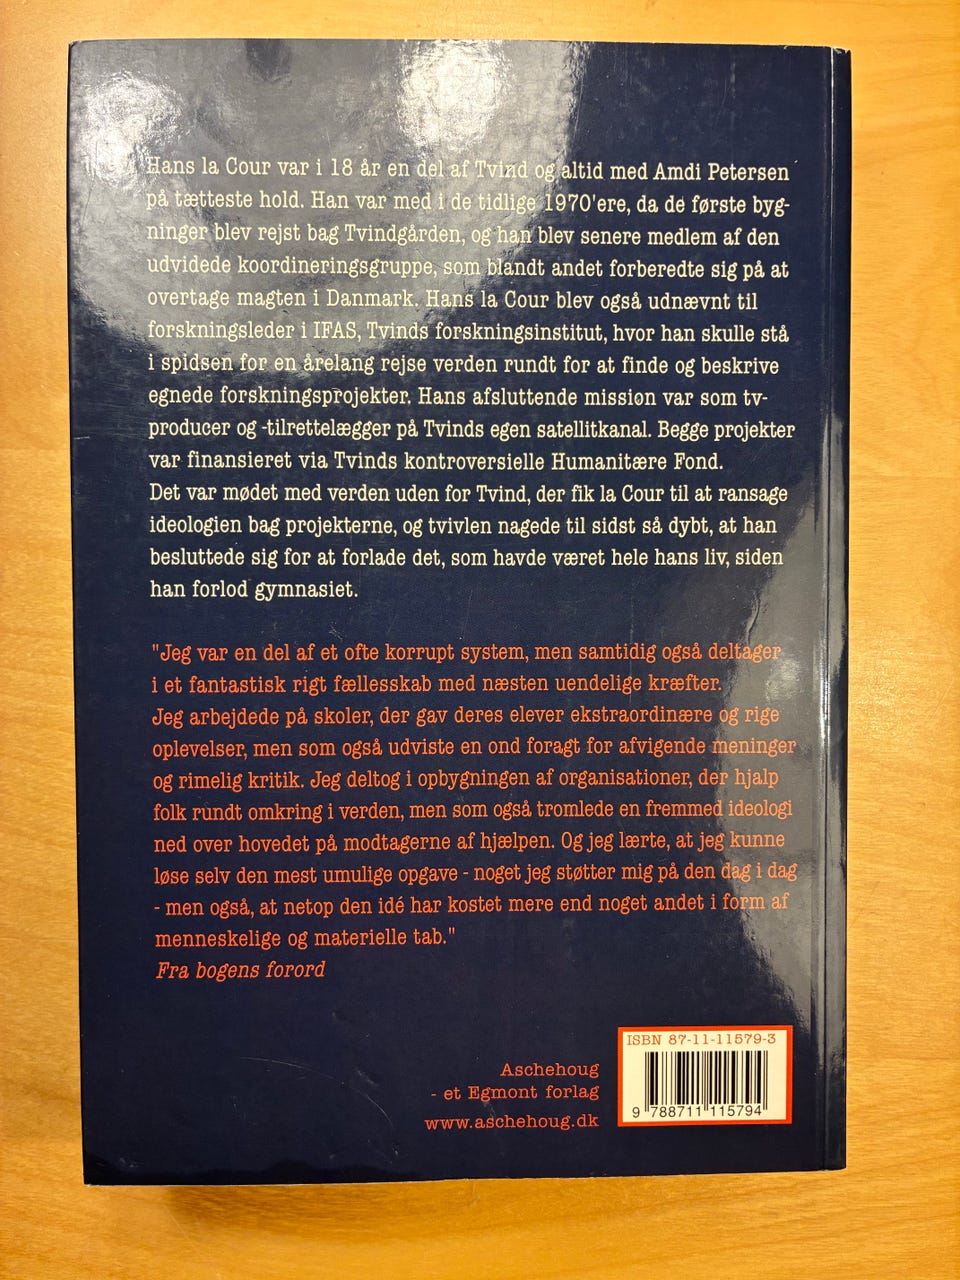 Hans la Cour var i 18 år en del af Tvind og altid med Amdi Petersen
på tætteste hold. Han var med i de tidlige 1970'ere, da de første byg-
ninger blev rejst bag Tvindgården, og han blev senere medlem af den
udvidede koordineringsgruppe, som blandt andet forberedte sig på at
overtage magten i Danmark. Hans la Cour blev også udnævnt til
forskningsleder i IFAS, Tvinds forskningsinstitut, hvor han skulle stå
i spidsen for en årelang rejse verden rundt for at finde og beskrive
egnede forskningsprojekter. Hans afsluttende mission var som tv-
producer og -tilrettelægger på Tvinds egen satellitkanal. Begge projekter
var finansieret via Tvinds kontroversielle Humanitære Fond.
Det var mødet med verden uden for Tvind, der fik la Cour til at ransage
ideologien bag projekterne, og tvivlen nagede til sidst så dybt, at han
besluttede sig for at forlade det, som havde været hele hans liv, siden
han forlod gymnasiet.
"Jeg var en del af et ofte korrupt system, men samtidig også deltager
i et fantastisk rigt fællesskab med næsten uendelige kræfter.
Jeg arbejdede på skoler, der gav deres elever ekstraordinære og rige
oplevelser, men som også udviste en ond foragt for afvigende meninger
og rimelig kritik. Jeg deltog i opbygningen af organisationer, der hjalp
folk rundt omkring i verden, men som også tromlede en fremmed ideologi
ned over hovedet på modtagerne af hjælpen. Og jeg lærte, at jeg kunne
løse selv den mest umulige opgave - noget jeg støtter mig på den dag i dag
- men også, at netop den idé har kostet mere end noget andet i form af
menneskelige og materielle tab."
Fra bogens forord
Aschehoug
- et Egmont forlag
www.aschehoug.dk
ISBN 87-11-11579-3
9 788711 115794